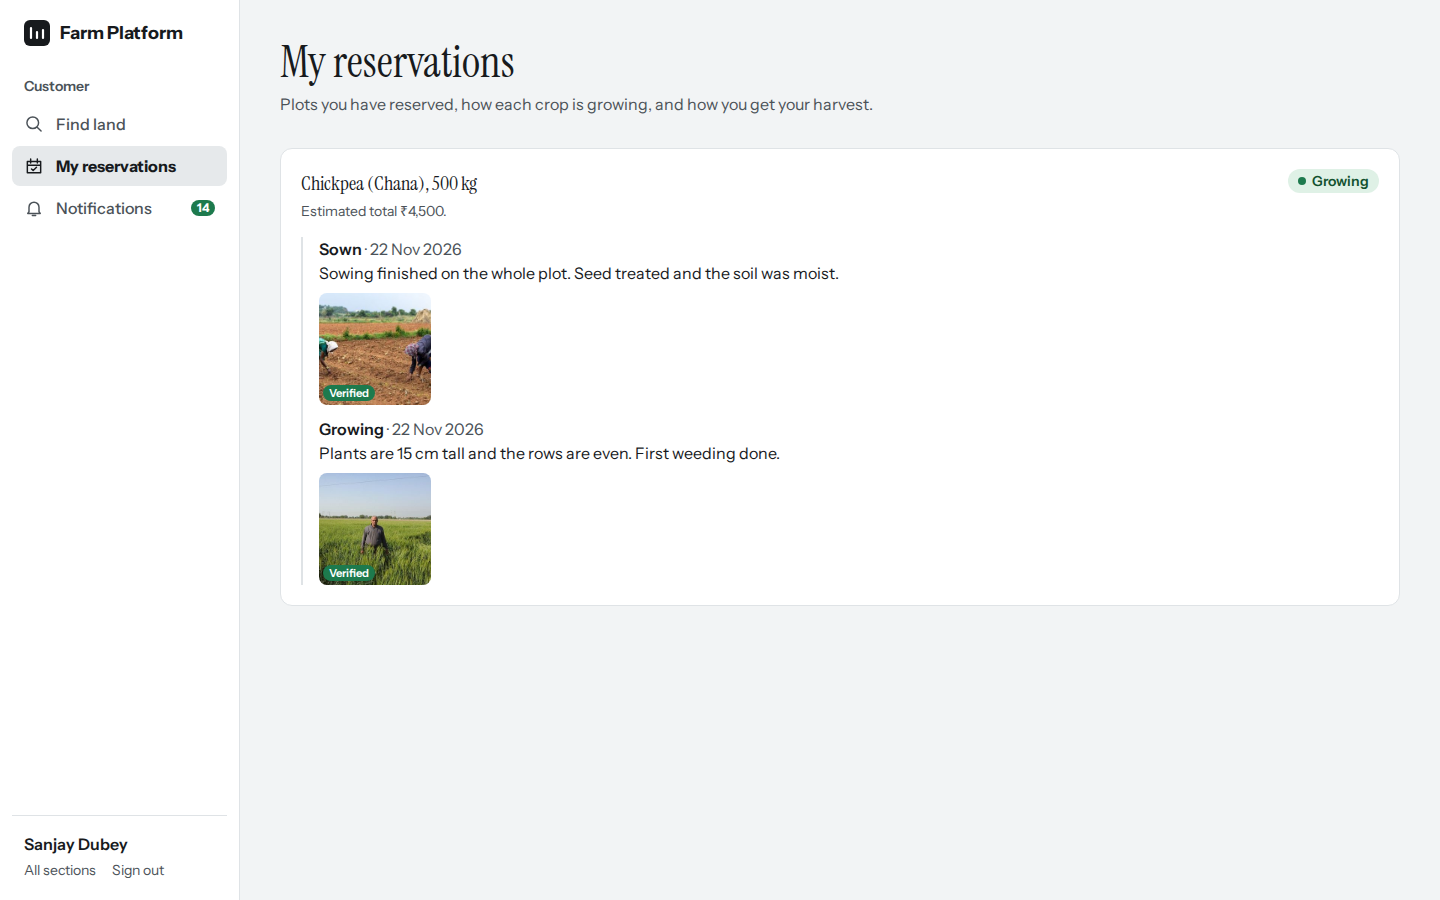 Farm Platform
Customer
Find land
My reservations
Notifications 14
Sanjay Dubey
All sections Sign out
My reservations
Plots you have reserved, how each crop is growing, and how you get your harvest.
Chickpea (Chana), 500 kg
Growing
Estimated total ₹4,500.
Sown · 22 Nov 2026
Sowing finished on the whole plot. Seed treated and the soil was moist.
Verified
Growing · 22 Nov 2026
Plants are 15 cm tall and the rows are even. First weeding done.
Verified